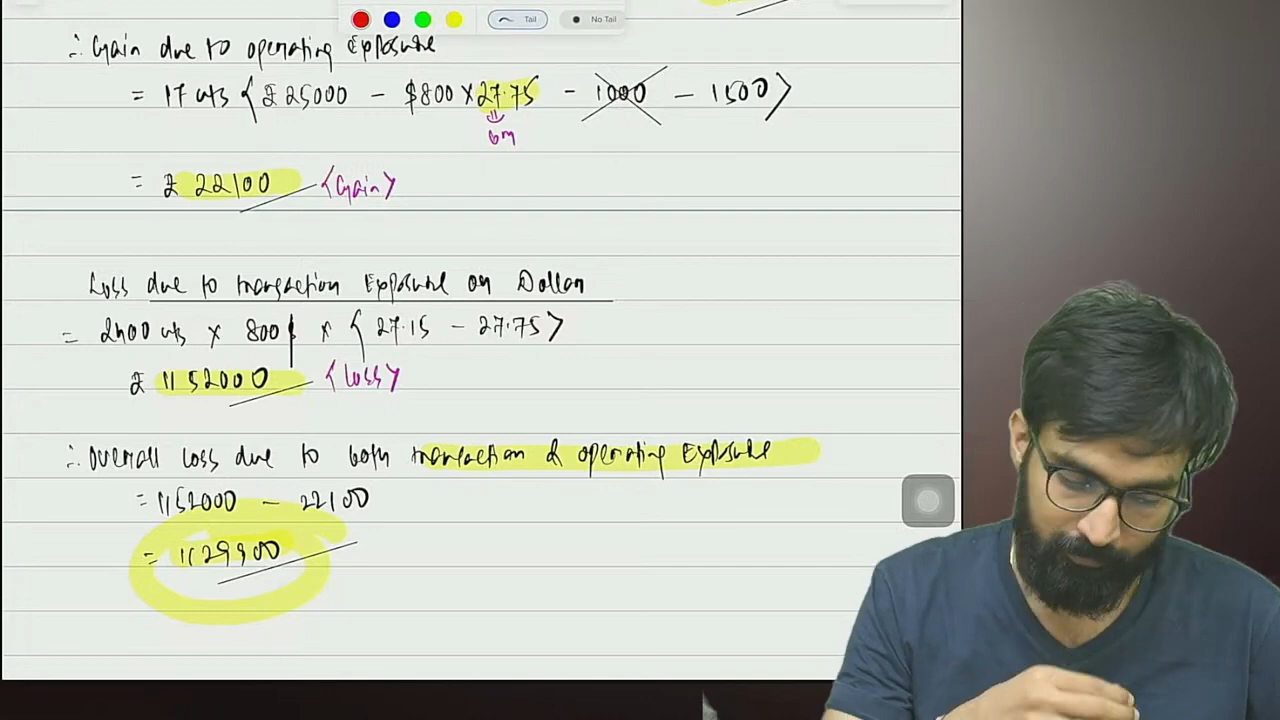 Tail No Tail
∴ Gain due to operating Exposure
= 17 uts { ₹ 25000 - $800 × 27.75 - 1000 - 1500 }
6m
= ₹ 22100 {Gain}
Loss due to transaction Exposure on Dollar
= 2400 uts × 800$ × { 27.15 - 27.75 }
₹ 1152000 {Loss}
∴ Overall loss due to both transaction & operating Exposure
= 1152000 - 22100
= 1129900